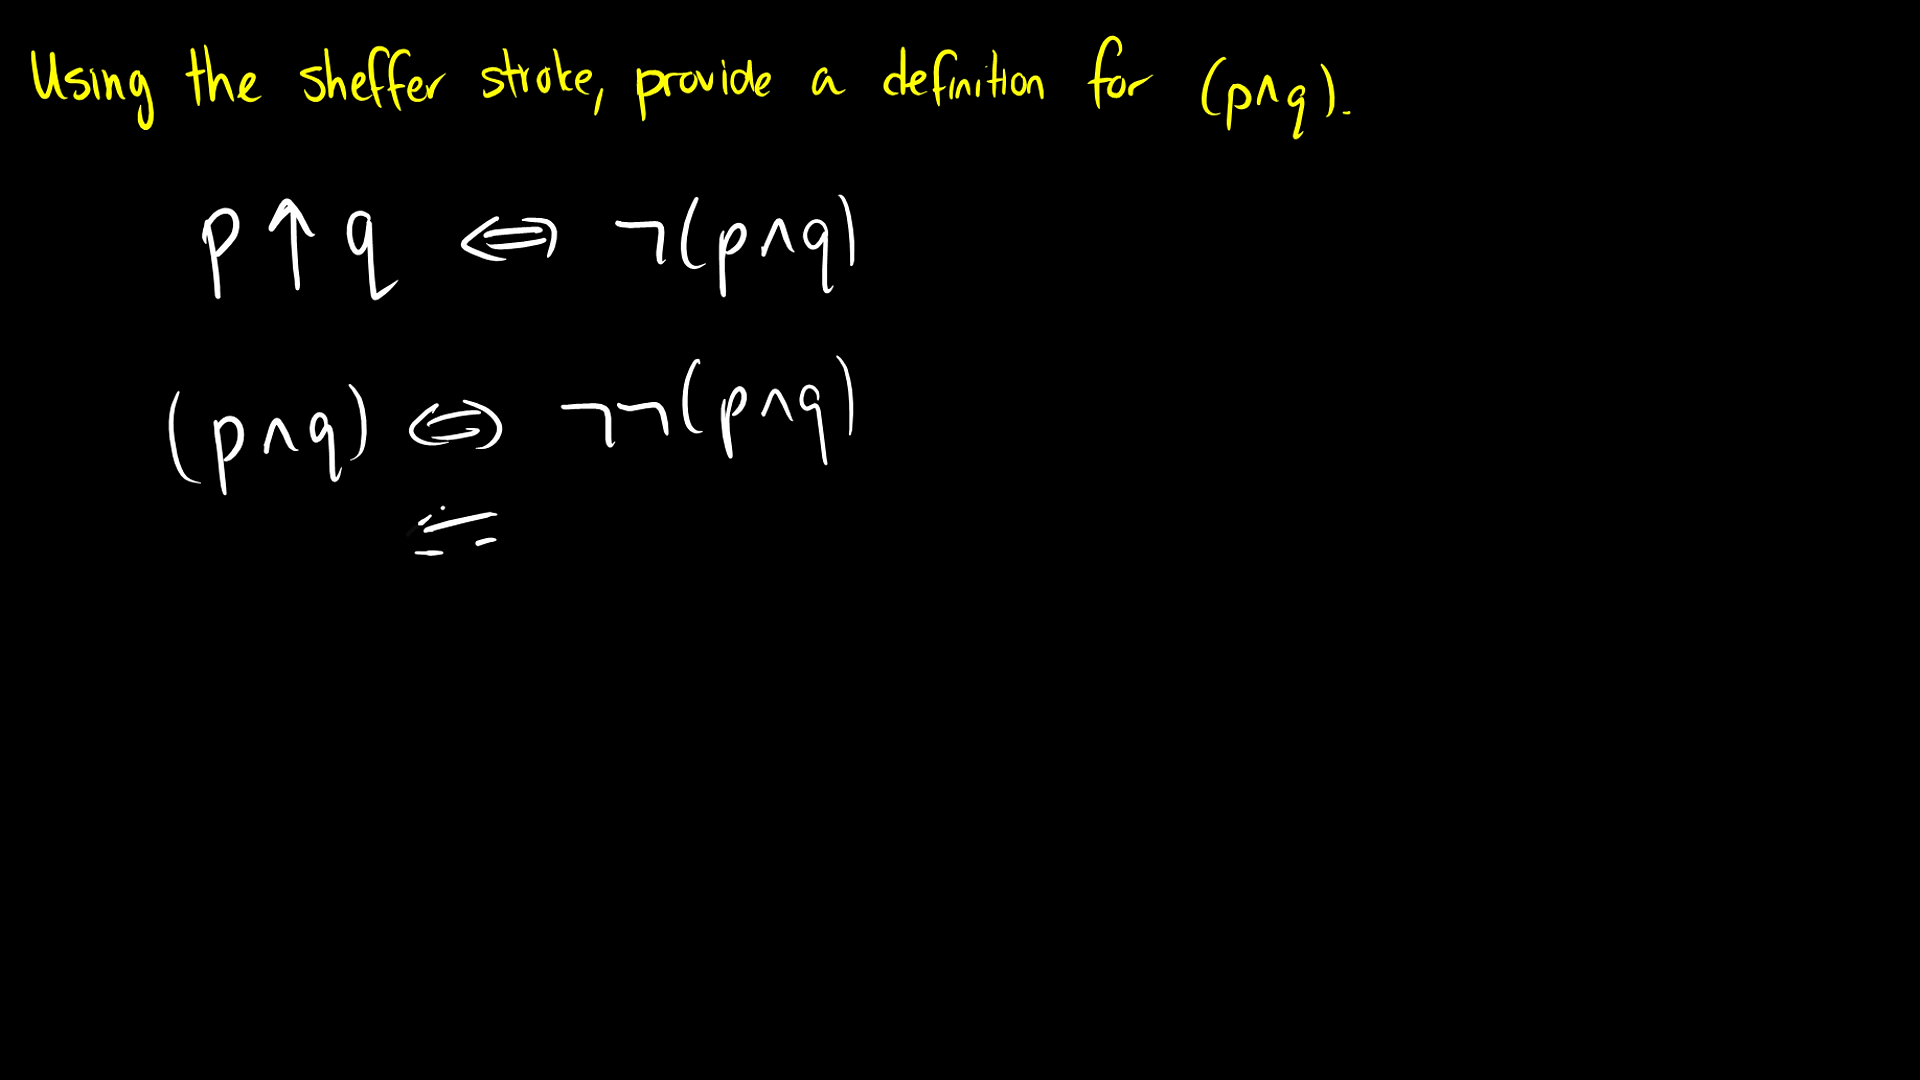 Using the sheffer stroke, provide a definition for (p∧q).
p ↑ q ⇔ ¬(p∧q)
(p∧q) ⇔ ¬¬(p∧q)